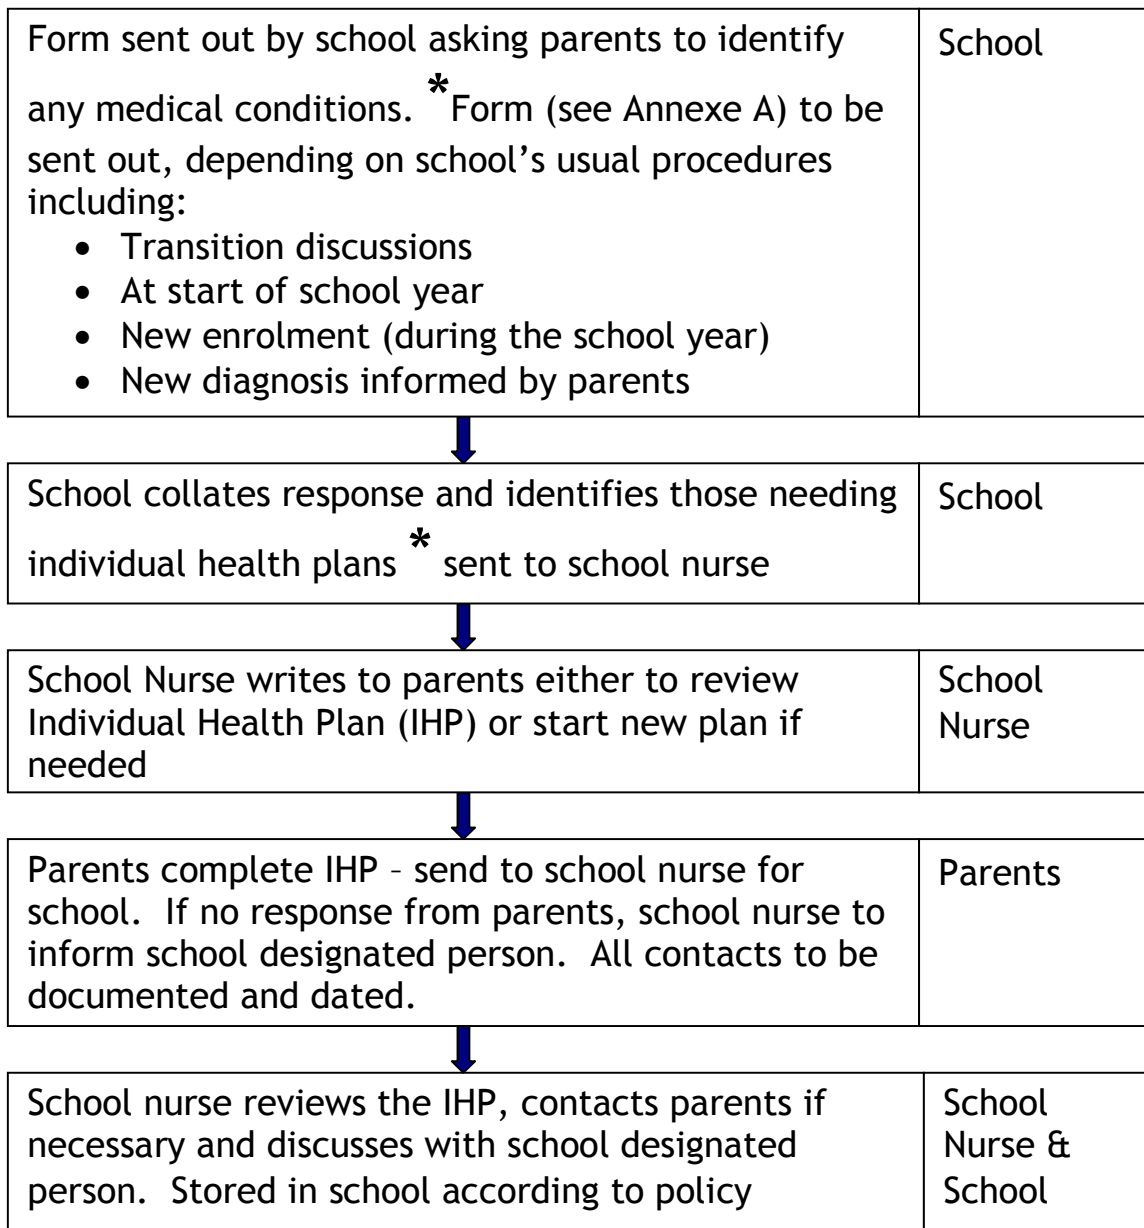 Form sent out by school asking parents to identify
any medical conditions. *Form (see Annexe A) to be
sent out, depending on school’s usual procedures
including:
• Transition discussions
• At start of school year
• New enrolment (during the school year)
• New diagnosis informed by parents
School
School collates response and identifies those needing
individual health plans * sent to school nurse
School
School Nurse writes to parents either to review
Individual Health Plan (IHP) or start new plan if
needed
School
Nurse
Parents complete IHP – send to school nurse for
school. If no response from parents, school nurse to
inform school designated person. All contacts to be
documented and dated.
Parents
School nurse reviews the IHP, contacts parents if
necessary and discusses with school designated
person. Stored in school according to policy
School
Nurse &
School